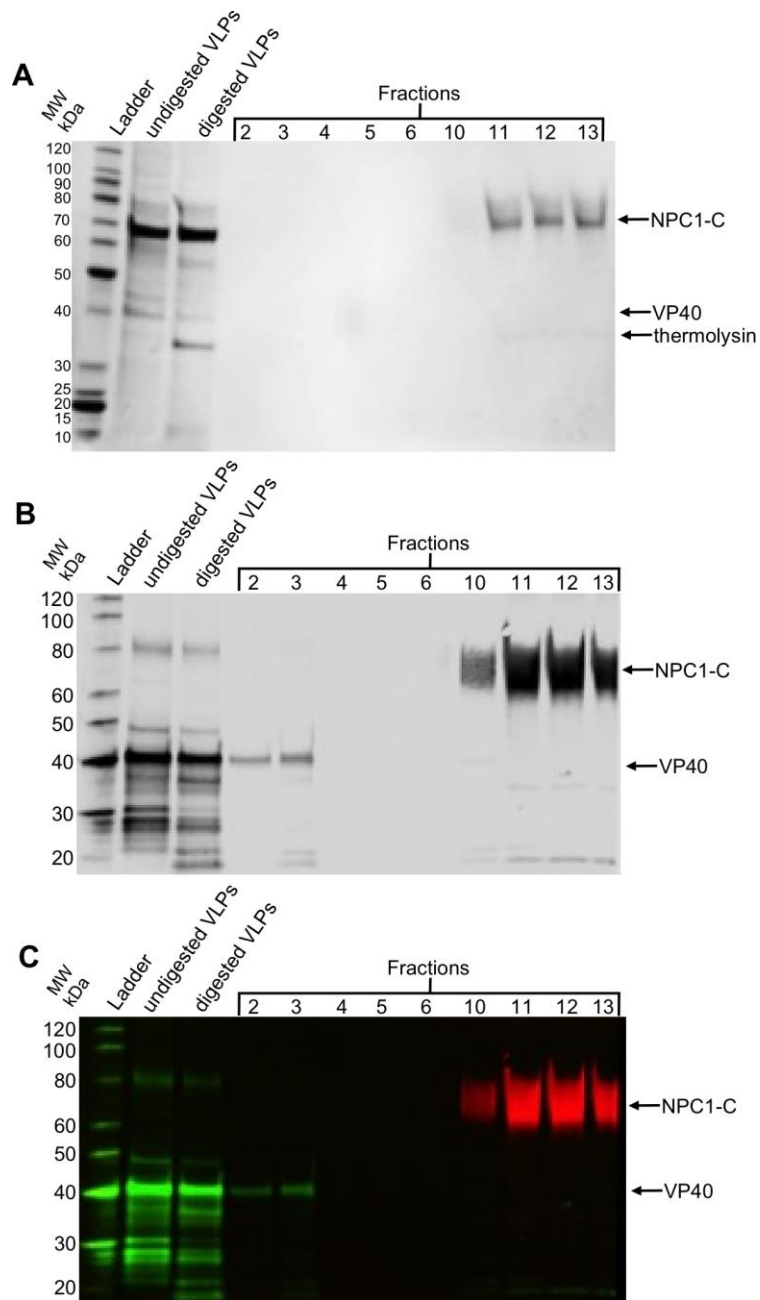 A
MW
kDa
Ladder
undigested VLPs
digested VLPs
Fractions
2 3 4 5 6 10 11 12 13
120
100
90
80
70
60
50
40
30
25
20
15
10
NPC1-C
VP40
thermolysin
B
MW
kDa
Ladder
undigested VLPs
digested VLPs
Fractions
2 3 4 5 6 10 11 12 13
120
100
80
60
50
40
30
20
NPC1-C
VP40
C
MW
kDa
Ladder
undigested VLPs
digested VLPs
Fractions
2 3 4 5 6 10 11 12 13
120
100
80
60
50
40
30
20
NPC1-C
VP40